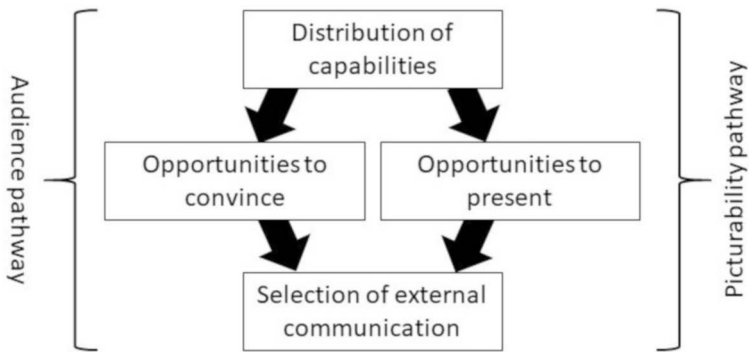 Distribution of
capabilities
Audience pathway
Opportunities to
convince
Opportunities to
present
Picturability pathway
Selection of external
communication